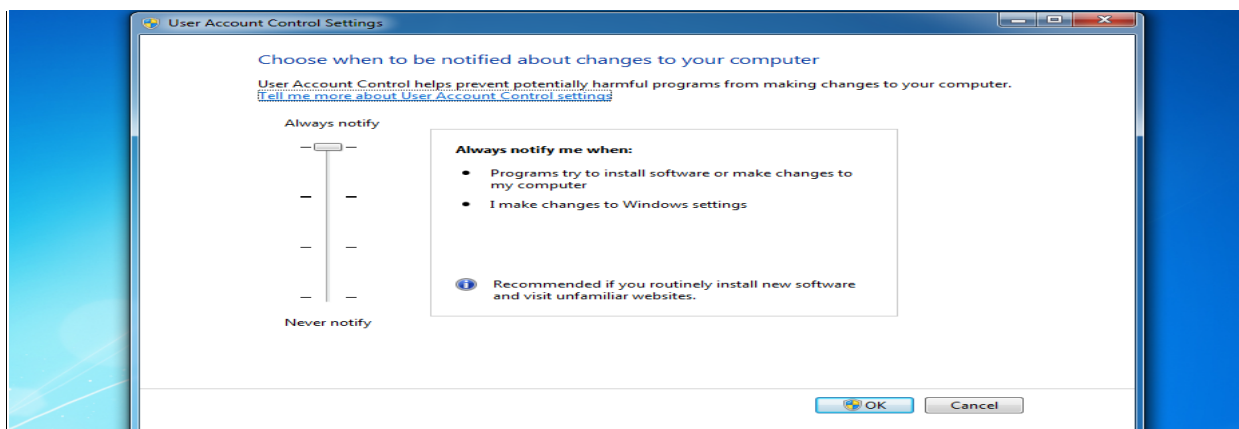 User Account Control Settings
Choose when to be notified about changes to your computer
User Account Control helps prevent potentially harmful programs from making changes to your computer.
Tell me more about User Account Control settings
Always notify
Always notify me when:
• Programs try to install software or make changes to
my computer
• I make changes to Windows settings
Recommended if you routinely install new software
and visit unfamiliar websites.
Never notify
OK Cancel